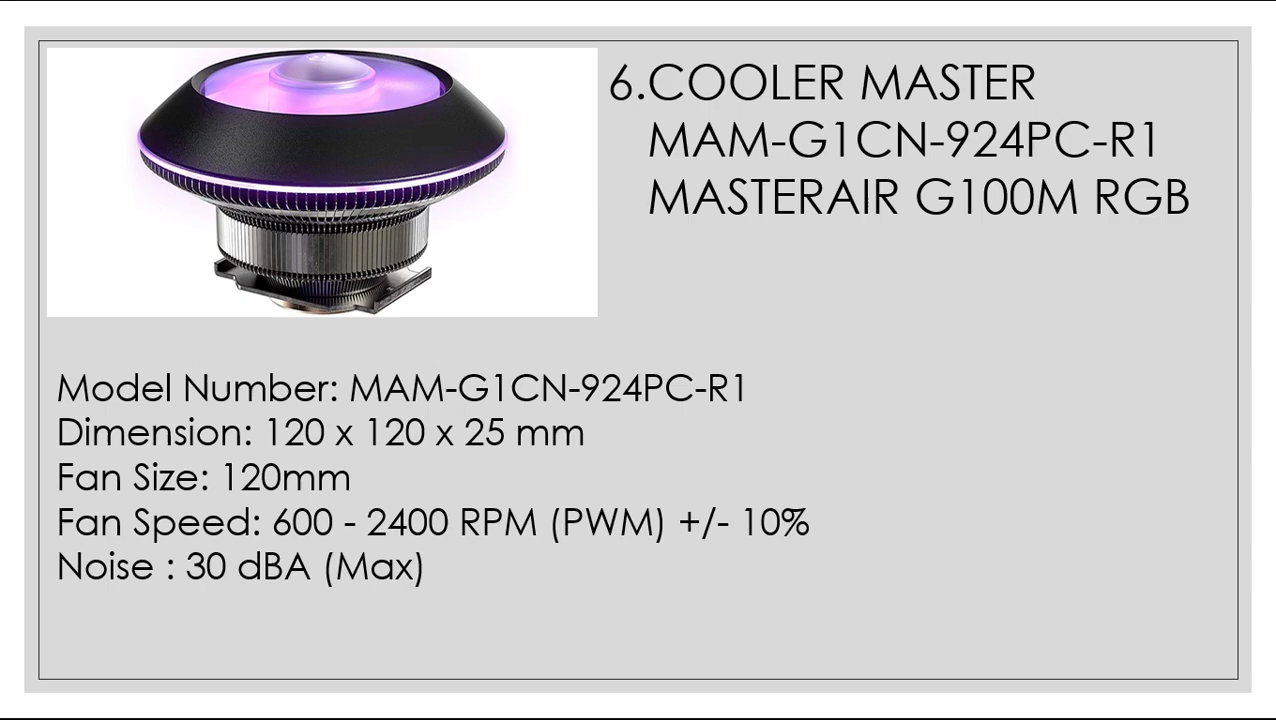 6.COOLER MASTER
MAM-G1CN-924PC-R1
MASTERAIR G100M RGB
Model Number: MAM-G1CN-924PC-R1
Dimension: 120 x 120 x 25 mm
Fan Size: 120mm
Fan Speed: 600 - 2400 RPM (PWM) +/- 10%
Noise : 30 dBA (Max)